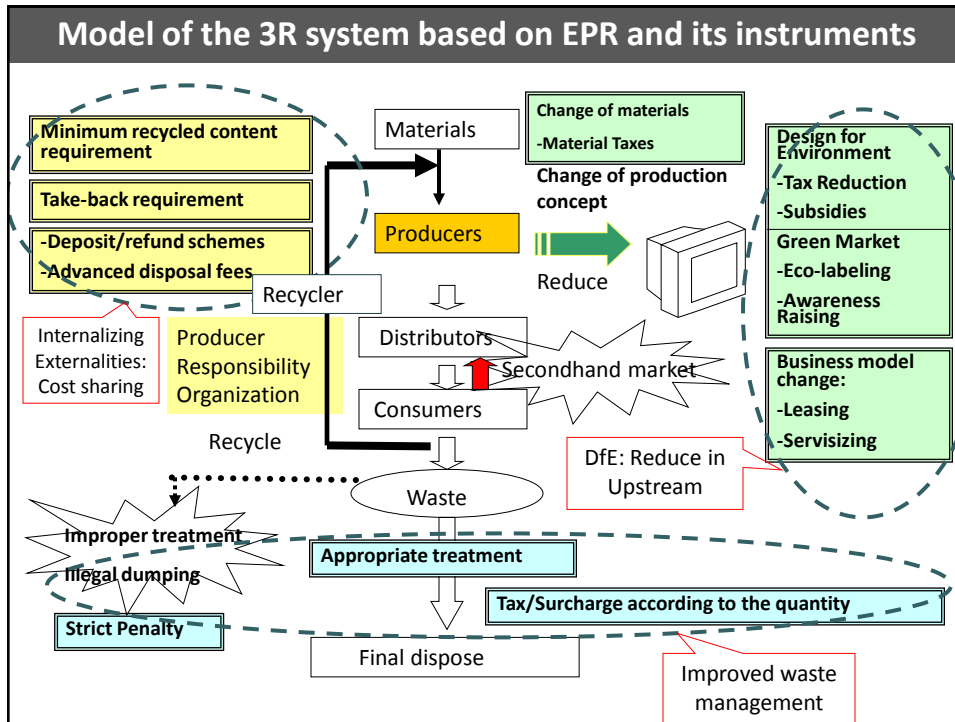 Model of the 3R system based on EPR and its instruments
Minimum recycled content
requirement
Take-back requirement
-Deposit/refund schemes
-Advanced disposal fees
Internalizing
Externalities:
Cost sharing
Recycler
Producer
Responsibility
Organization
Recycle
Materials
Producers
Distributors
Consumers
Secondhand market
Waste
Change of materials
-Material Taxes
Change of production
concept
Reduce
Design for
Environment
-Tax Reduction
-Subsidies
Green Market
-Eco-labeling
-Awareness
Raising
Business model
change:
-Leasing
-Servisizing
DfE: Reduce in
Upstream
Improper treatment
Illegal dumping
Strict Penalty
Appropriate treatment
Tax/Surcharge according to the quantity
Final dispose
Improved waste
management